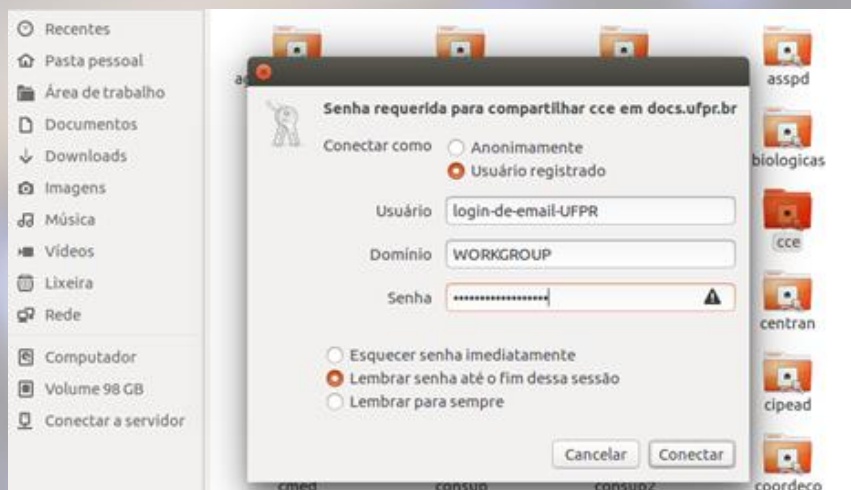 Recentes
Pasta pessoal
Área de trabalho
Documentos
Downloads
Imagens
Música
Vídeos
Lixeira
Rede
Computador
Volume 98 GB
Conectar a servidor
asspd
biologicas
cce
centran
cipead
Senha requerida para compartilhar cce em docs.ufpr.br
Conectar como
Anonimamente
Usuário registrado
Usuário login-de-email-UFPR
Domínio WORKGROUP
Senha ••••••••••••••••••
Esquecer senha imediatamente
Lembrar senha até o fim dessa sessão
Lembrar para sempre
Cancelar Conectar
cmed consup consup2 coordeco